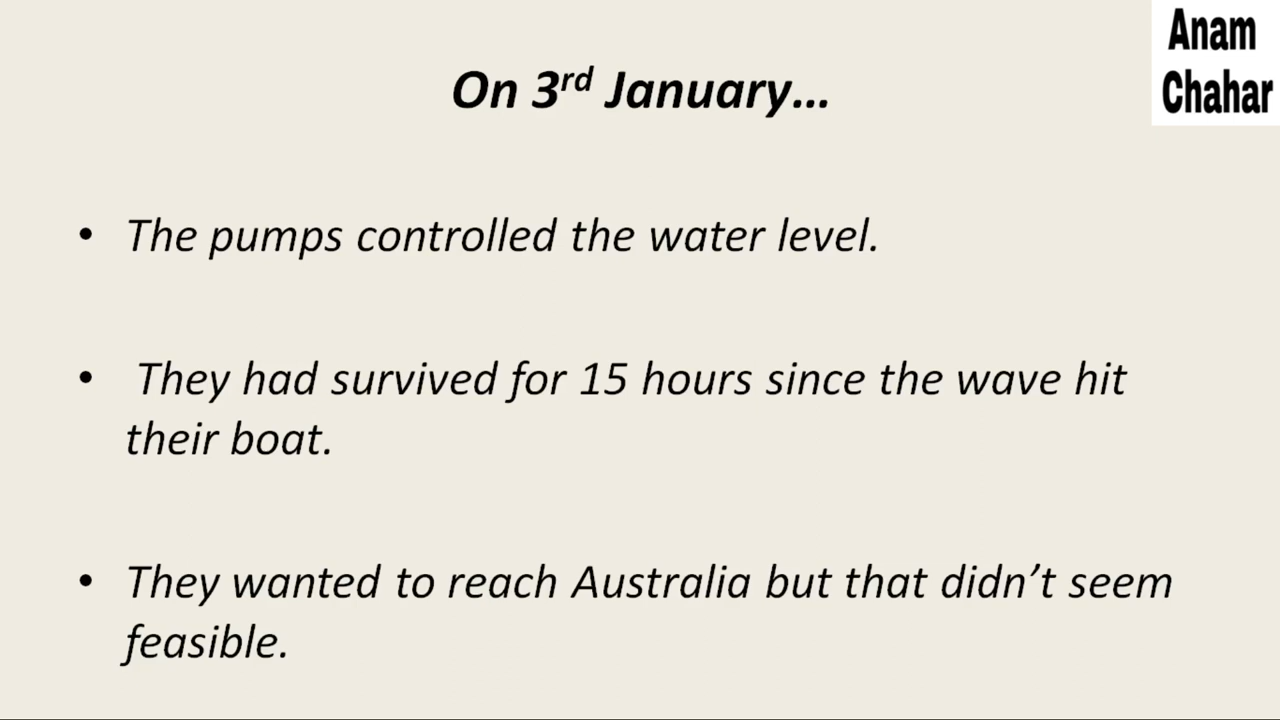 Anam
Chahar
On 3rd January...
• The pumps controlled the water level.
• They had survived for 15 hours since the wave hit
their boat.
• They wanted to reach Australia but that didn’t seem
feasible.